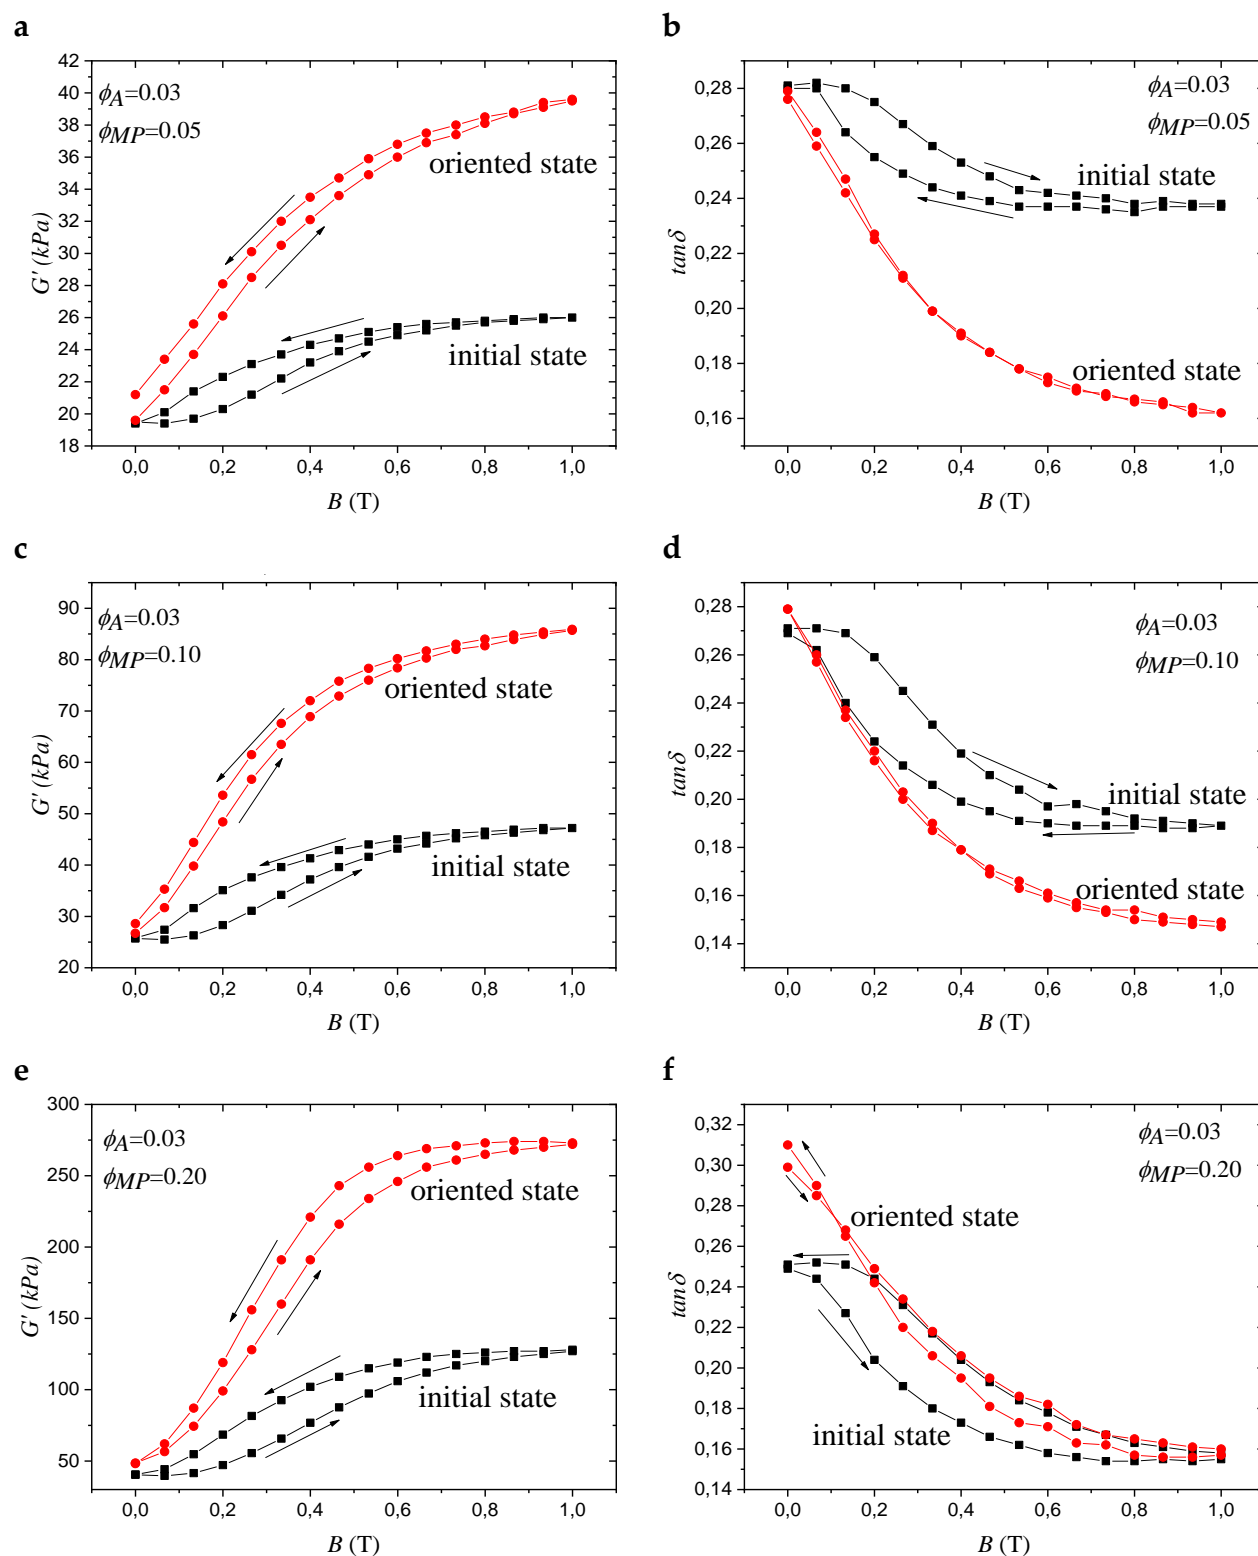 a
ϕA=0.03
ϕMP=0.05
42
40
38
36
34
32
30
28
26
24
22
20
18
G' (kPa)
oriented state
initial state
0,0 0,2 0,4 0,6 0,8 1,0
B (T)
b
ϕA=0.03
ϕMP=0.05
0,28
0,26
0,24
0,22
0,20
0,18
0,16
tanδ
initial state
oriented state
0,0 0,2 0,4 0,6 0,8 1,0
B (T)
c
ϕA=0.03
ϕMP=0.10
90
80
70
60
50
40
30
20
G' (kPa)
oriented state
initial state
0,0 0,2 0,4 0,6 0,8 1,0
B (T)
d
ϕA=0.03
ϕMP=0.10
0,28
0,26
0,24
0,22
0,20
0,18
0,16
0,14
tanδ
initial state
oriented state
0,0 0,2 0,4 0,6 0,8 1,0
B (T)
e
ϕA=0.03
ϕMP=0.20
300
250
200
150
100
50
G' (kPa)
oriented state
initial state
0,0 0,2 0,4 0,6 0,8 1,0
B (T)
f
ϕA=0.03
ϕMP=0.20
0,32
0,30
0,28
0,26
0,24
0,22
0,20
0,18
0,16
0,14
tanδ
oriented state
initial state
0,0 0,2 0,4 0,6 0,8 1,0
B (T)